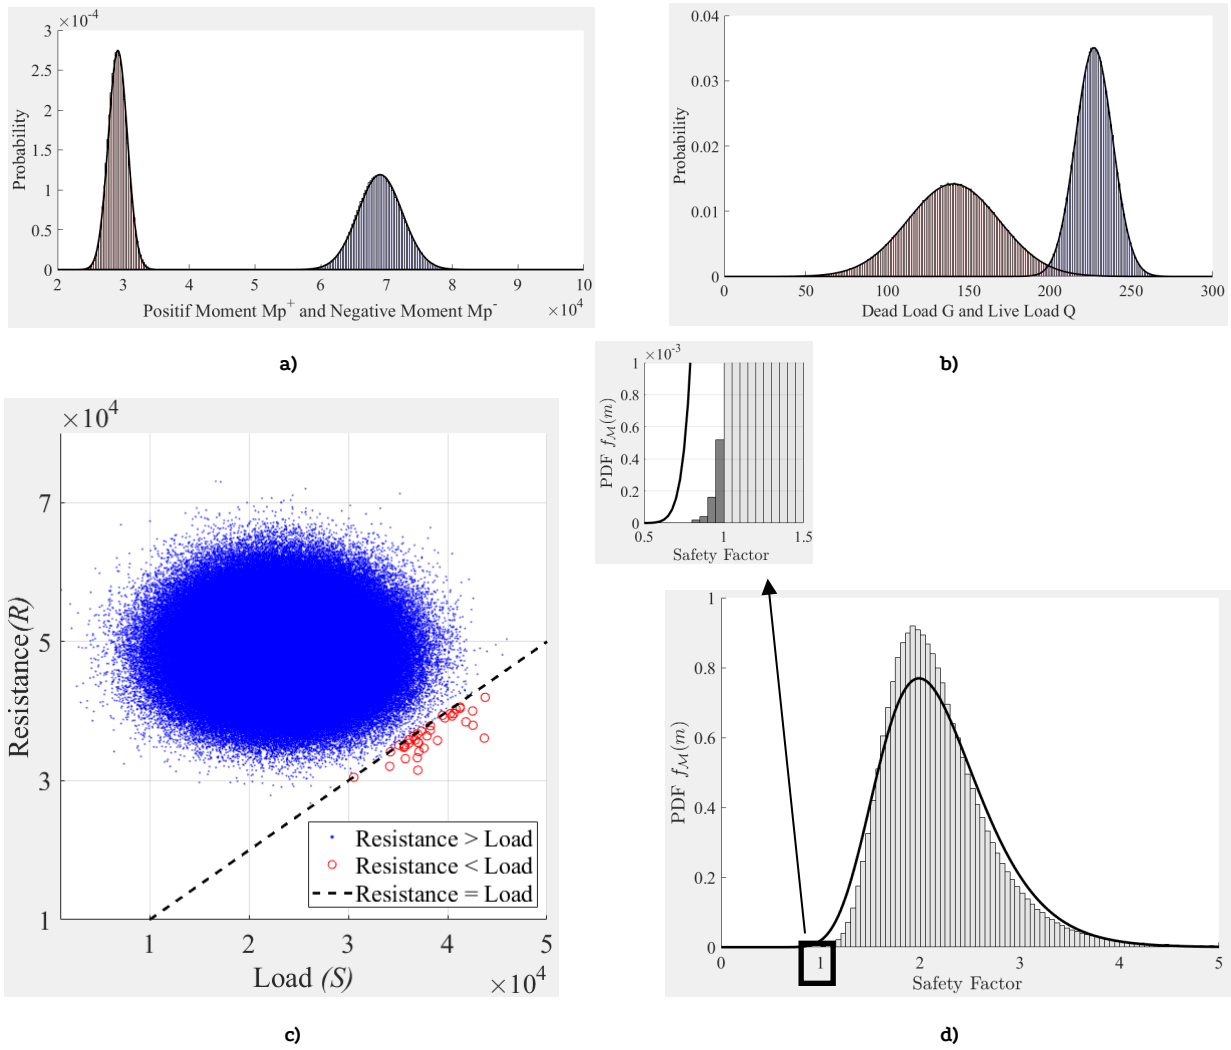 ×10-4
3
2.5
2
1.5
1
0.5
0
Probability
2 3 4 5 6 7 8 9 10
Positif Moment Mp+ and Negative Moment Mp-
×104
a)
0.04
0.03
0.02
0.01
0
Probability
0 50 100 150 200 250 300
Dead Load G and Live Load Q
b)
×10-3
1
0.8
0.6
0.4
0.2
0
PDF fM(m)
0.5 1 1.5
Safety Factor
×104
7
5
3
1
Resistance(R)
Resistance > Load
Resistance < Load
Resistance = Load
1 3 4 5
Load (S)
×104
c)
1
0.8
0.6
0.4
0.2
0
PDF fM(m)
0 1 2 3 4 5
Safety Factor
d)